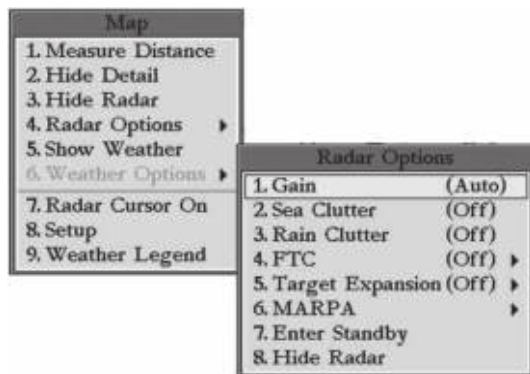 Map
1. Measure Distance
2. Hide Detail
3. Hide Radar
4. Radar Options
5. Show Weather
6. Weather Options
7. Radar Cursor On
8. Setup
9. Weather Legend
Radar Options
1. Gain (Auto)
2. Sea Clutter (Off)
3. Rain Clutter (Off)
4. FTC (Off)
5. Target Expansion (Off)
6. MARPA
7. Enter Standby
8. Hide Radar